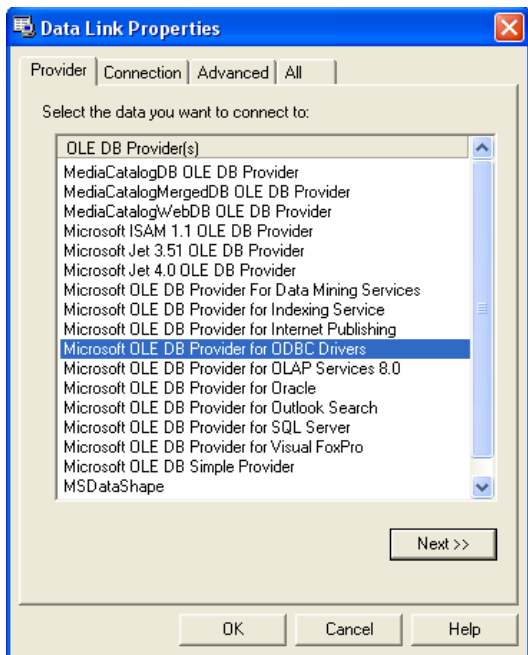 Data Link Properties
Provider Connection Advanced All
Select the data you want to connect to:
OLE DB Provider(s)
MediaCatalogDB OLE DB Provider
MediaCatalogMergedDB OLE DB Provider
MediaCatalogWebDB OLE DB Provider
Microsoft ISAM 1.1 OLE DB Provider
Microsoft Jet 3.51 OLE DB Provider
Microsoft Jet 4.0 OLE DB Provider
Microsoft OLE DB Provider For Data Mining Services
Microsoft OLE DB Provider for Indexing Service
Microsoft OLE DB Provider for Internet Publishing
Microsoft OLE DB Provider for ODBC Drivers
Microsoft OLE DB Provider for OLAP Services 8.0
Microsoft OLE DB Provider for Oracle
Microsoft OLE DB Provider for Outlook Search
Microsoft OLE DB Provider for SQL Server
Microsoft OLE DB Provider for Visual FoxPro
Microsoft OLE DB Simple Provider
MSDataShape
Next >>
OK Cancel Help